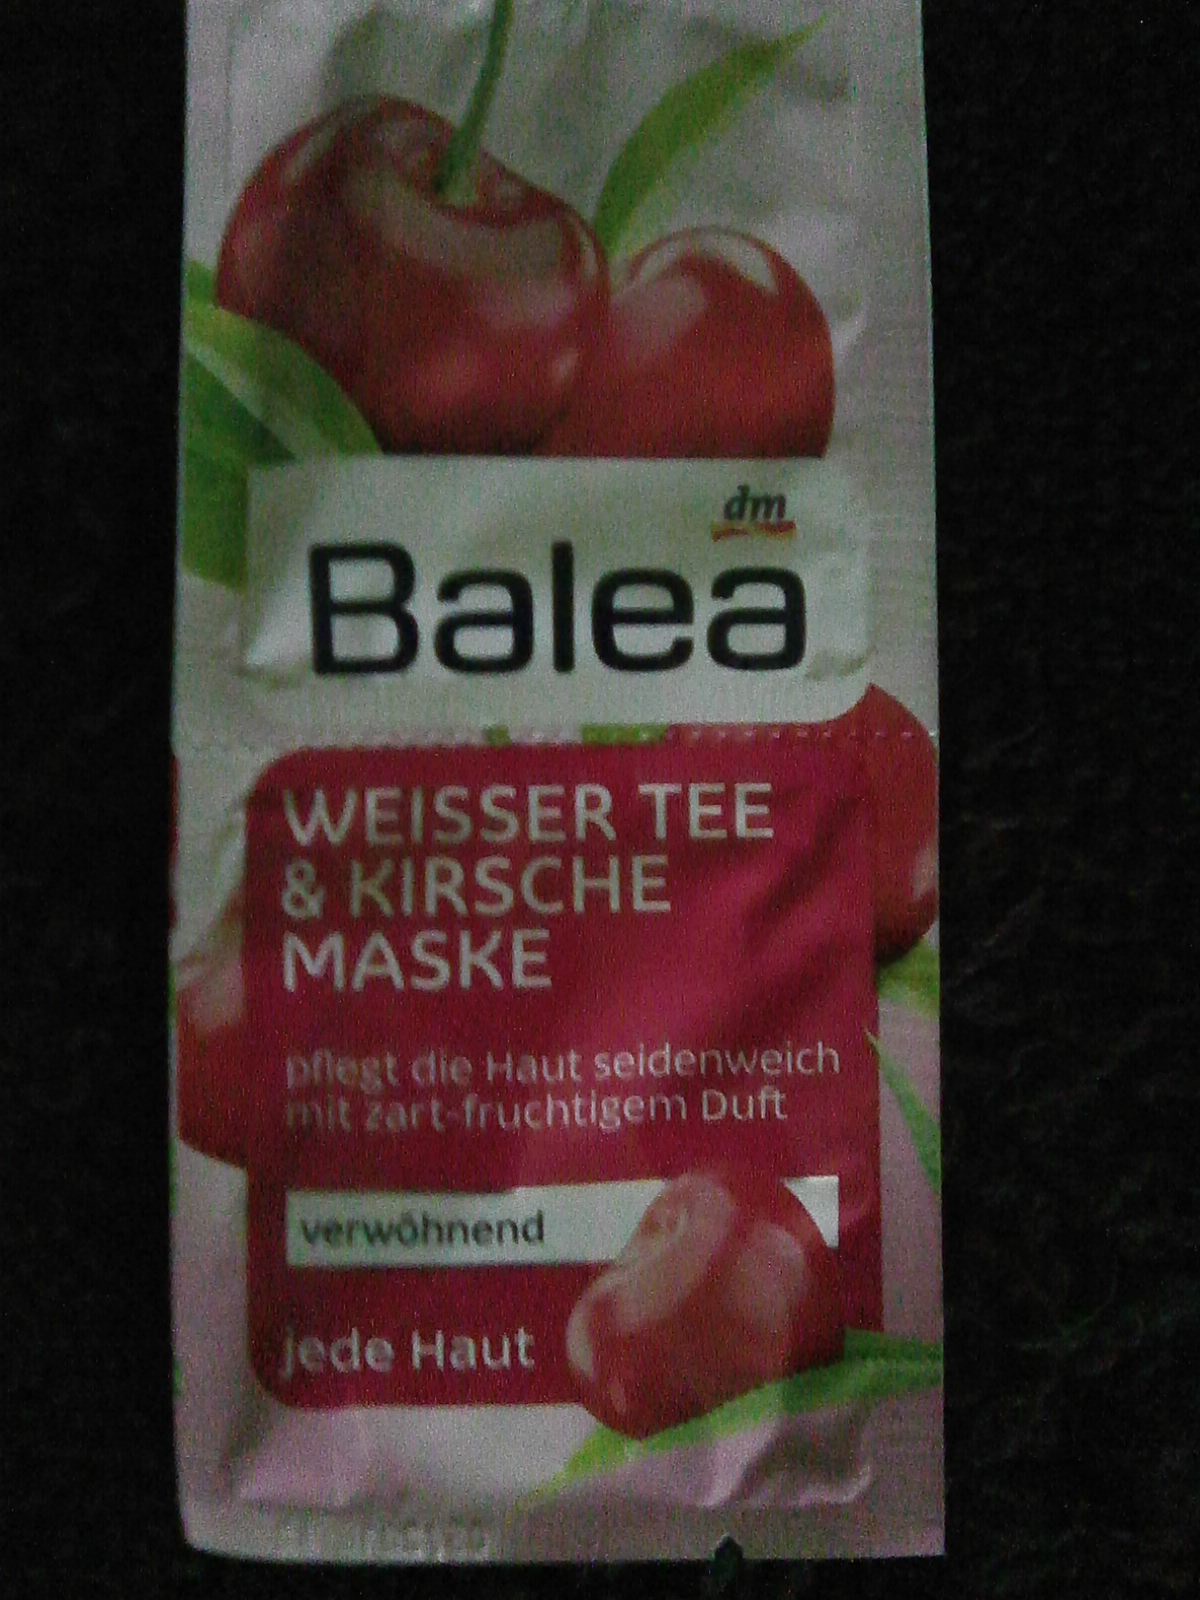 dm
Balea
WEISSER TEE
& KIRSCHE
MASKE
pflegt die Haut seidenweich
mit zart-fruchtigem Duft
verwöhnend
jede Haut